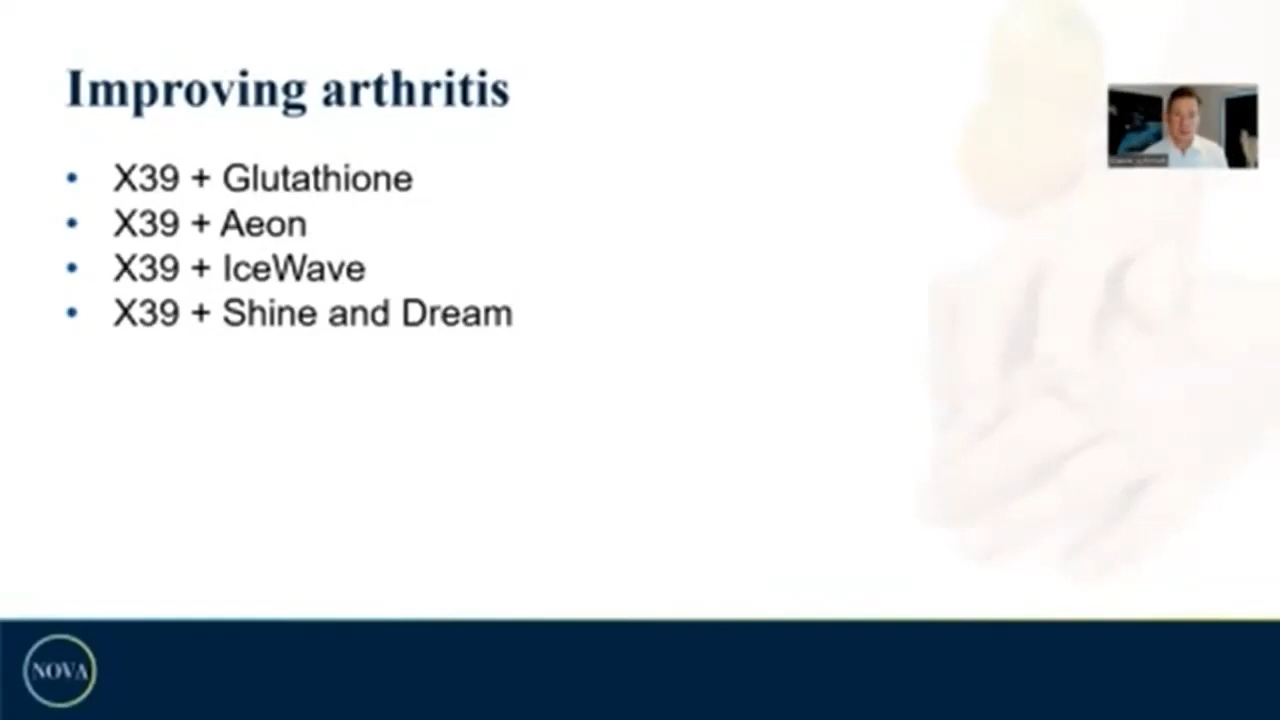 Improving arthritis
• X39 + Glutathione
• X39 + Aeon
• X39 + IceWave
• X39 + Shine and Dream
NOVA